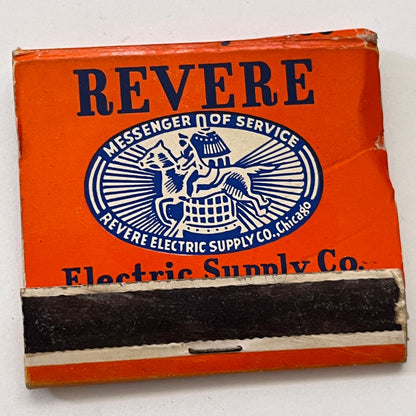 REVERE
MESSENGER OF SERVICE
REVERE ELECTRIC SUPPLY CO., Chicago
Electric Supply Co.